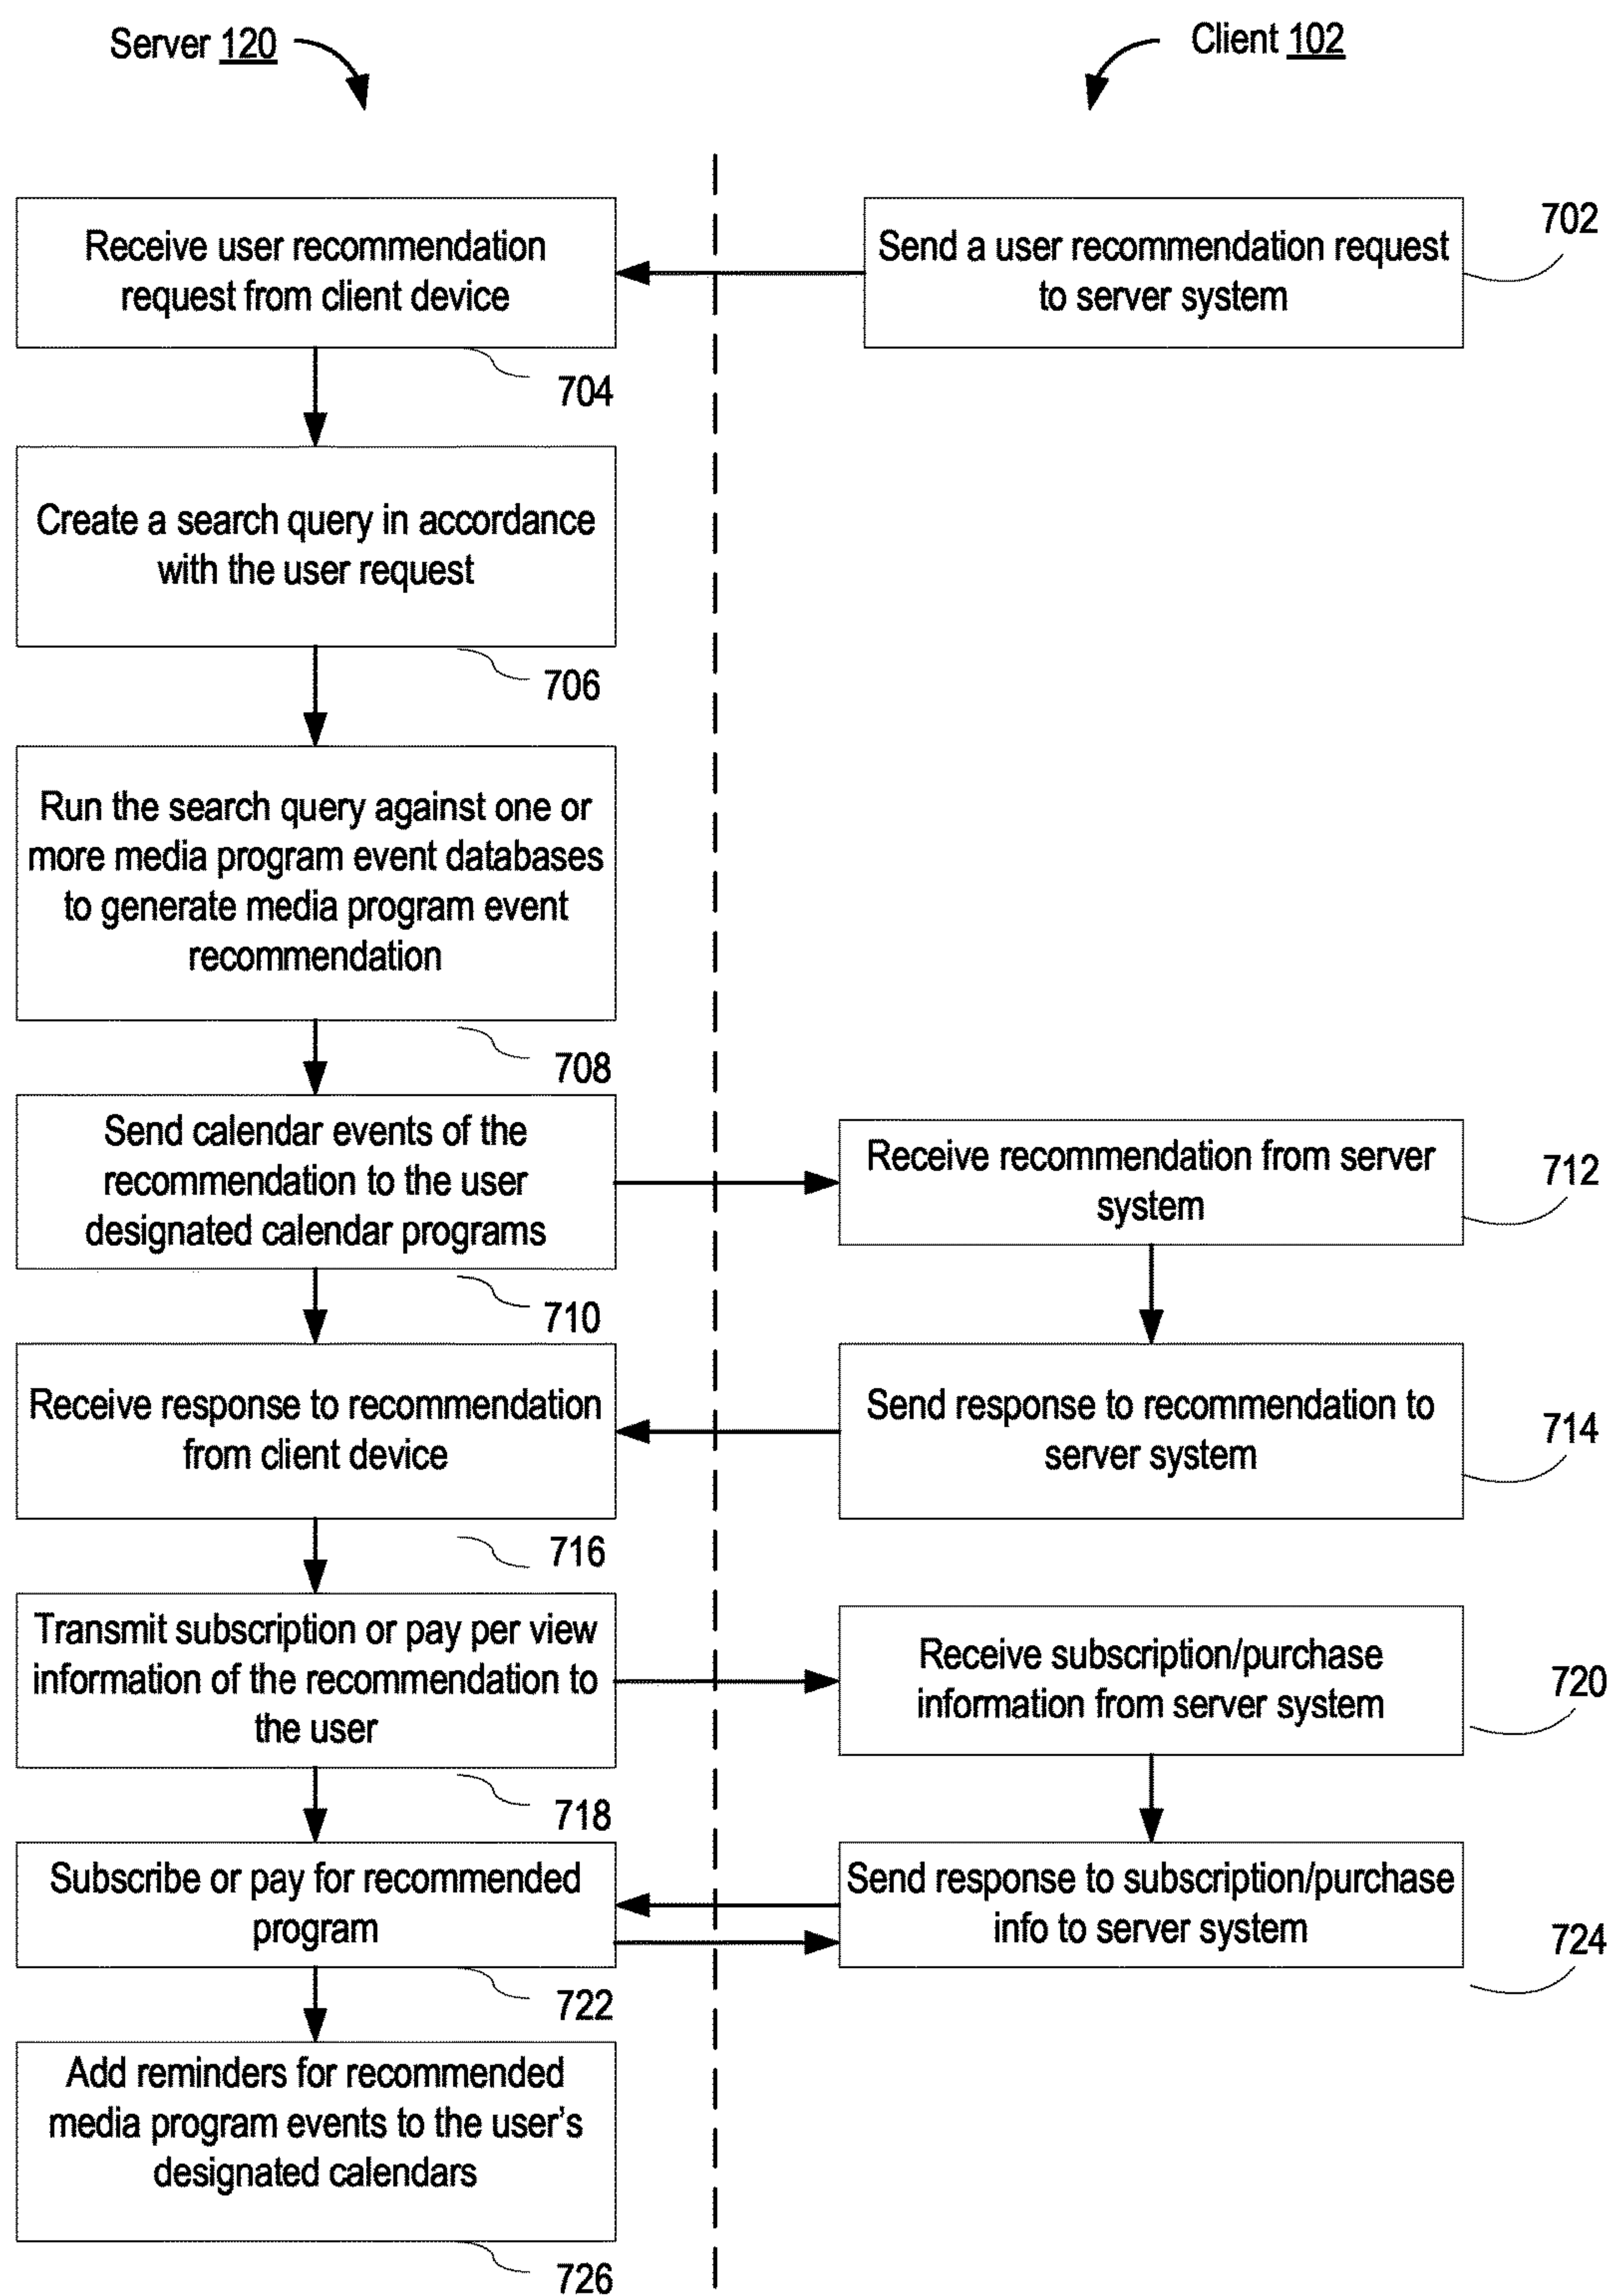 Server 120
Client 102
Receive user recommendation
request from client device
704
Send a user recommendation request
to server system
702
Create a search query in accordance
with the user request
706
Run the search query against one or
more media program event databases
to generate media program event
recommendation
708
Send calendar events of the
recommendation to the user
designated calendar programs
710
Receive recommendation from server
system
712
Receive response to recommendation
from client device
716
Send response to recommendation to
server system
714
Transmit subscription or pay per view
information of the recommendation to
the user
718
Receive subscription/purchase
information from server system
720
Subscribe or pay for recommended
program
722
Send response to subscription/purchase
info to server system
724
Add reminders for recommended
media program events to the user's
designated calendars
726